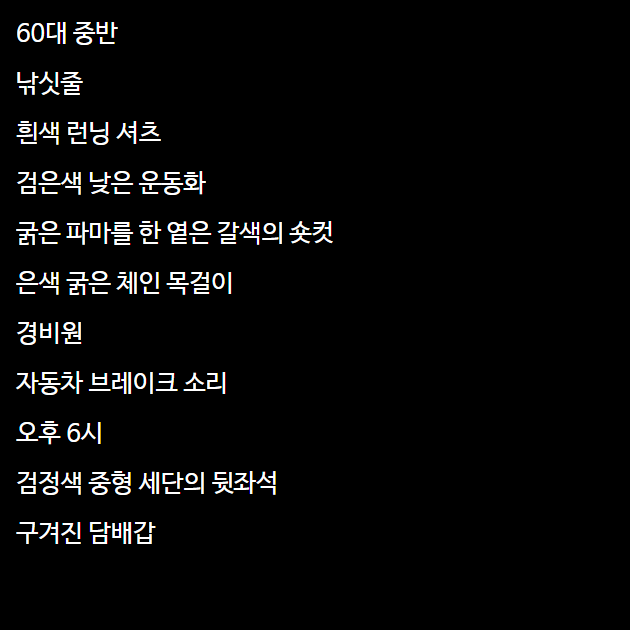 60대 중반
낚싯줄
흰색 런닝 셔츠
검은색 낮은 운동화
굵은 파마를 한 옅은 갈색의 숏컷
은색 굵은 체인 목걸이
경비원
자동차 브레이크 소리
오후 6시
검정색 중형 세단의 뒷좌석
구겨진 담배갑